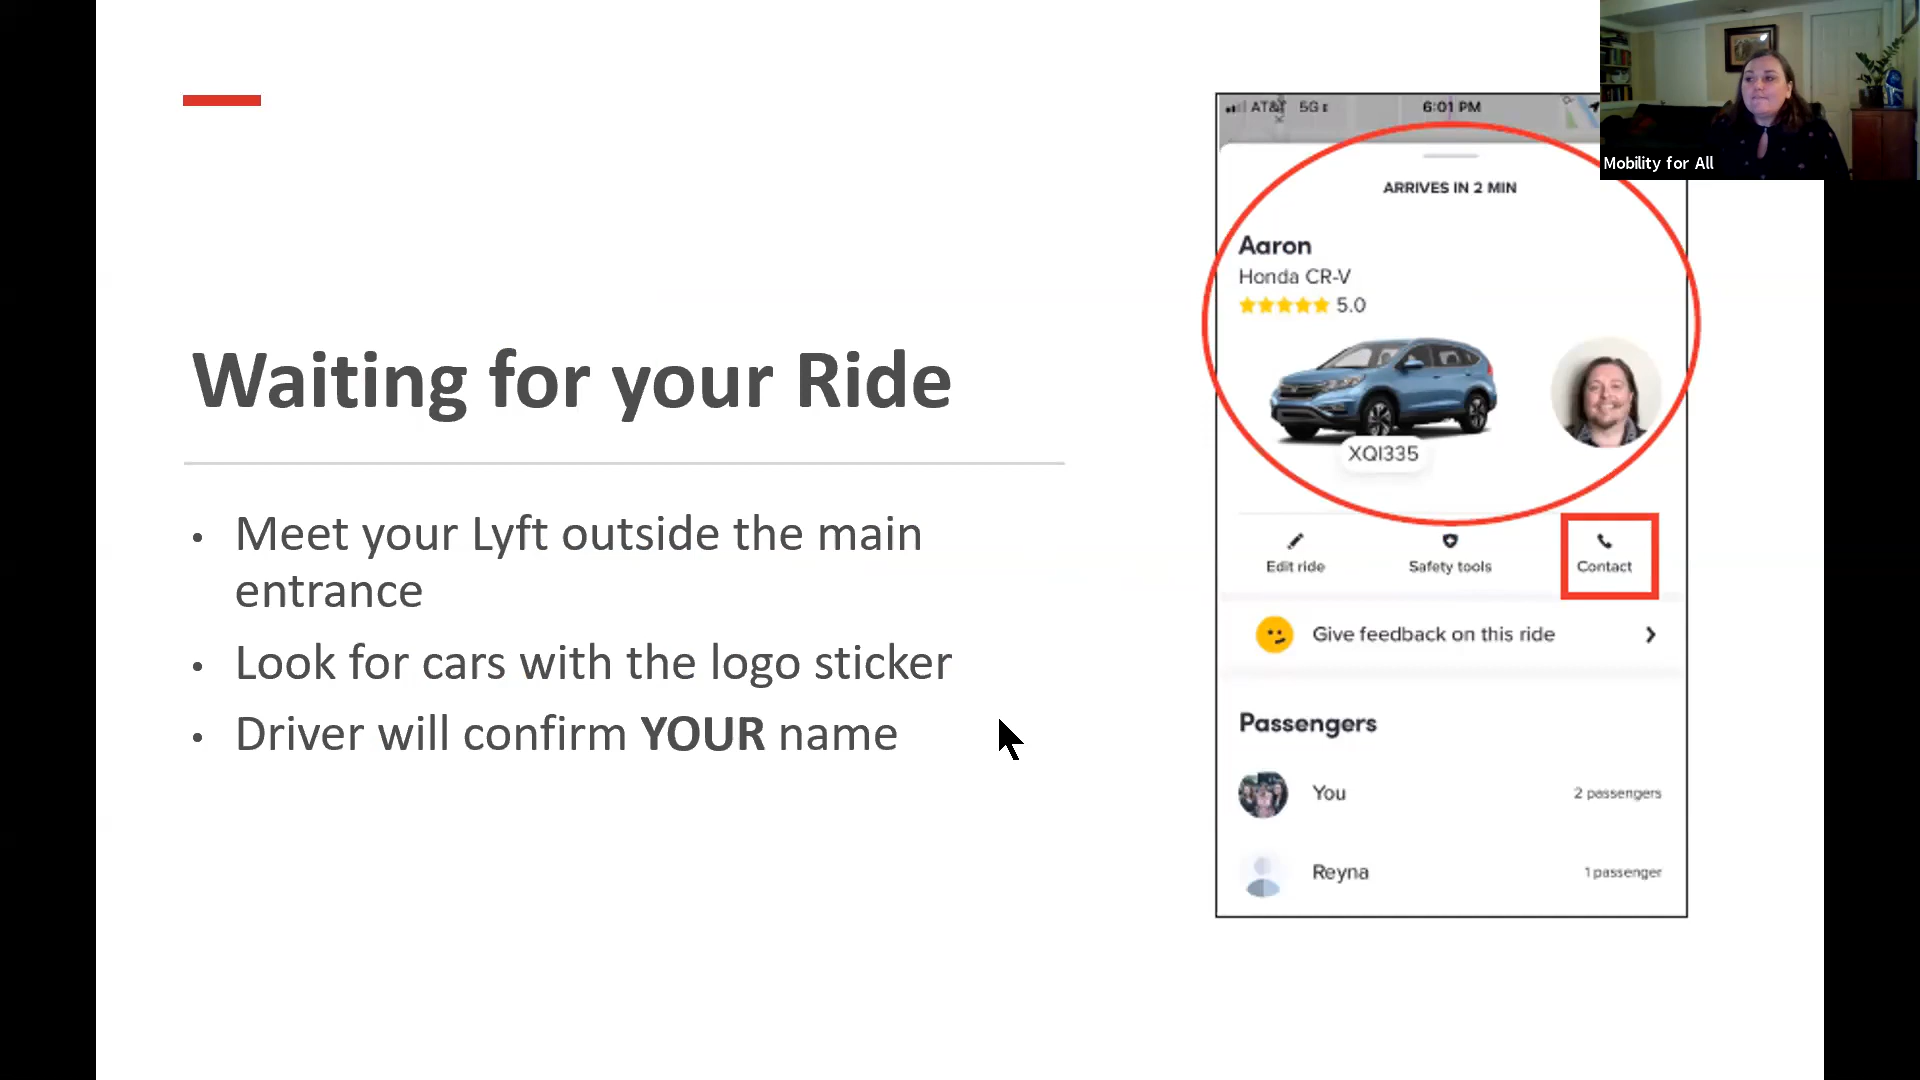 Waiting for your Ride
• Meet your Lyft outside the main
entrance
• Look for cars with the logo sticker
• Driver will confirm YOUR name
AT&T 5G E 6:01 PM
ARRIVES IN 2 MIN
Aaron
Honda CR-V
5.0
XQI335
Edit ride Safety tools Contact
Give feedback on this ride
Passengers
You 2 passengers
Reyna 1 passenger
Mobility for All